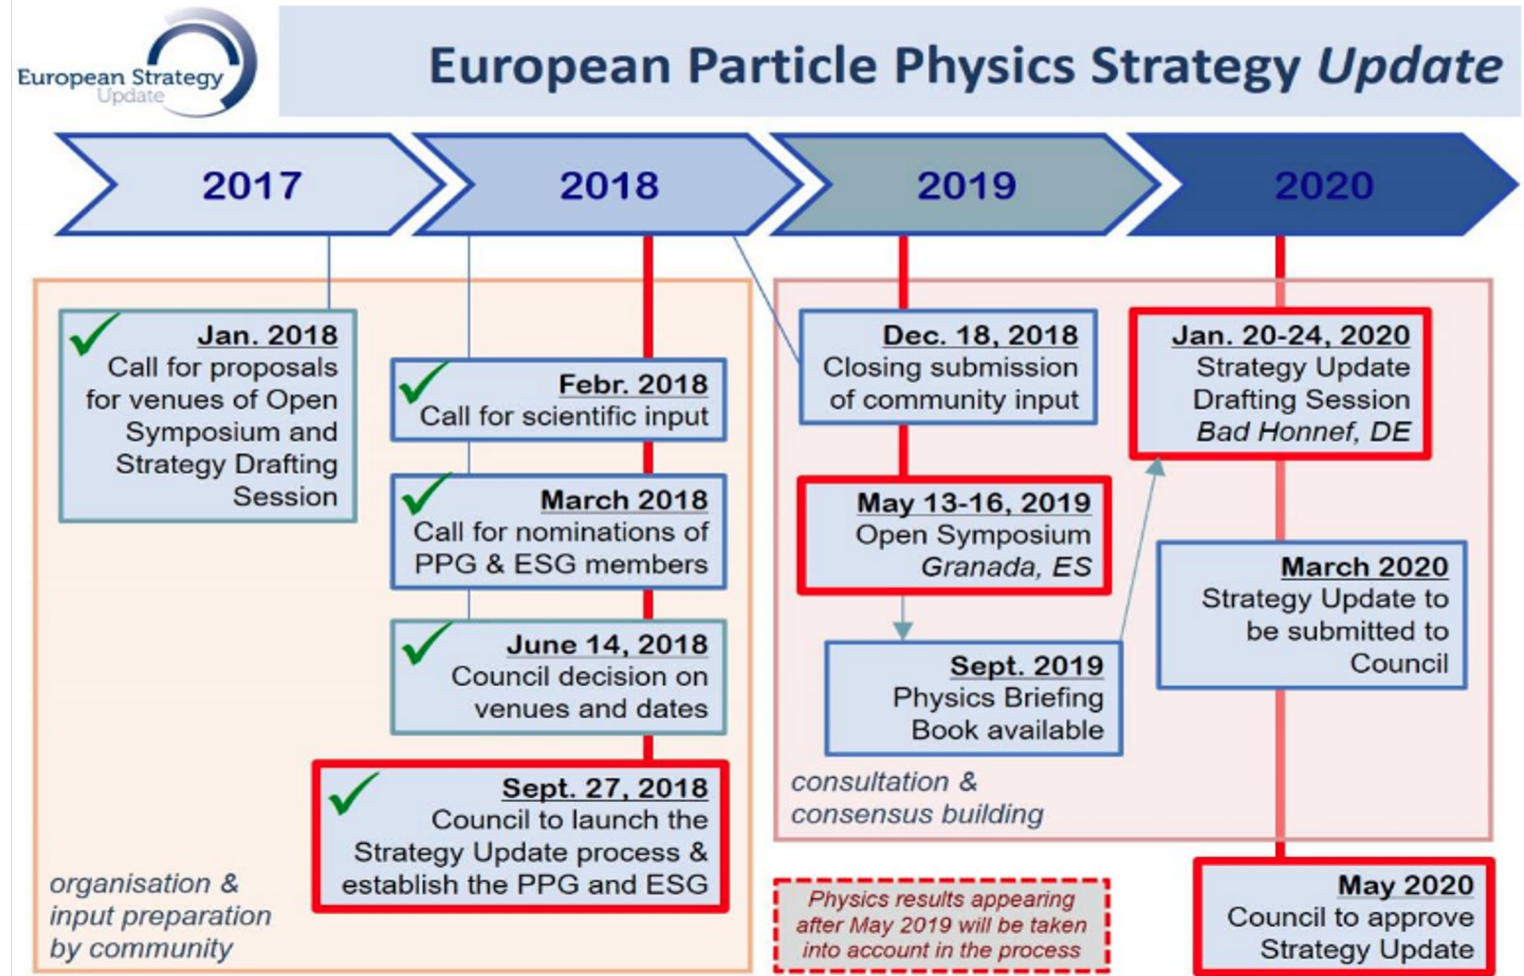 European Strategy
Update
European Particle Physics Strategy Update
2017
2018
2019
2020
Jan. 2018
Call for proposals
for venues of Open
Symposium and
Strategy Drafting
Session
Febr. 2018
Call for scientific input
March 2018
Call for nominations of
PPG & ESG members
June 14, 2018
Council decision on
venues and dates
Sept. 27, 2018
Council to launch the
Strategy Update process &
establish the PPG and ESG
organisation &
input preparation
by community
Dec. 18, 2018
Closing submission
of community input
May 13-16, 2019
Open Symposium
Granada, ES
Sept. 2019
Physics Briefing
Book available
consultation &
consensus building
Jan. 20-24, 2020
Strategy Update
Drafting Session
Bad Honnef, DE
March 2020
Strategy Update to
be submitted to
Council
Physics results appearing
after May 2019 will be taken
into account in the process
May 2020
Council to approve
Strategy Update